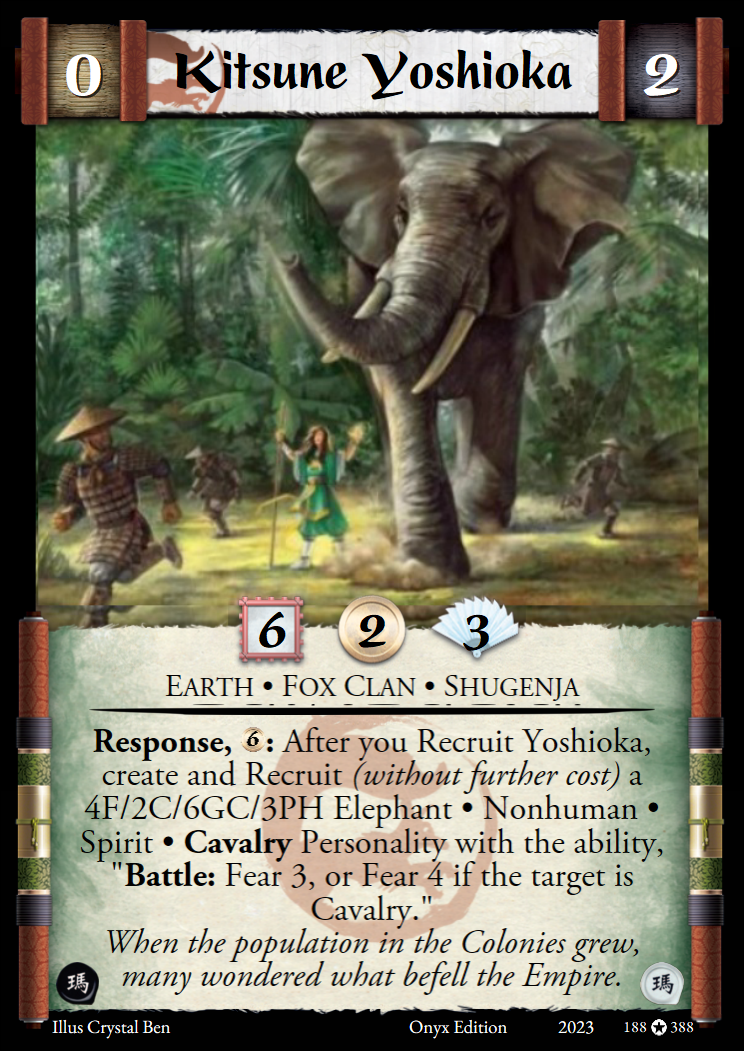 0 Kitsune Yoshioka 2
6 2 3
EARTH • FOX CLAN • SHUGENJA
Response, 6: After you Recruit Yoshioka,
create and Recruit (without further cost) a
4F/2C/6GC/3PH Elephant • Nonhuman •
Spirit • Cavalry Personality with the ability,
"Battle: Fear 3, or Fear 4 if the target is
Cavalry."
When the population in the Colonies grew,
many wondered what befell the Empire.
瑪 瑪
Illus Crystal Ben Onyx Edition 2023 188 ✪ 388